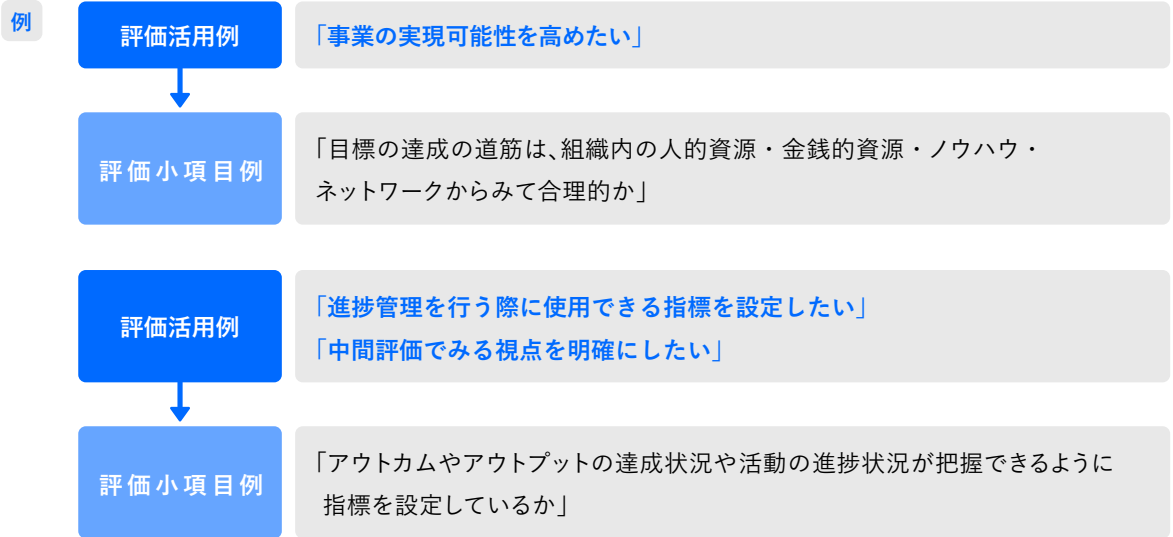 例
評価活用例
「事業の実現可能性を高めたい」
評価小項目例
「目標の達成の道筋は、組織内の人的資源・金銭的資源・ノウハウ・
ネットワークからみて合理的か」
評価活用例
「進捗管理を行う際に使用できる指標を設定したい」
「中間評価でみる視点を明確にしたい」
評価小項目例
「アウトカムやアウトプットの達成状況や活動の進捗状況が把握できるように
指標を設定しているか」